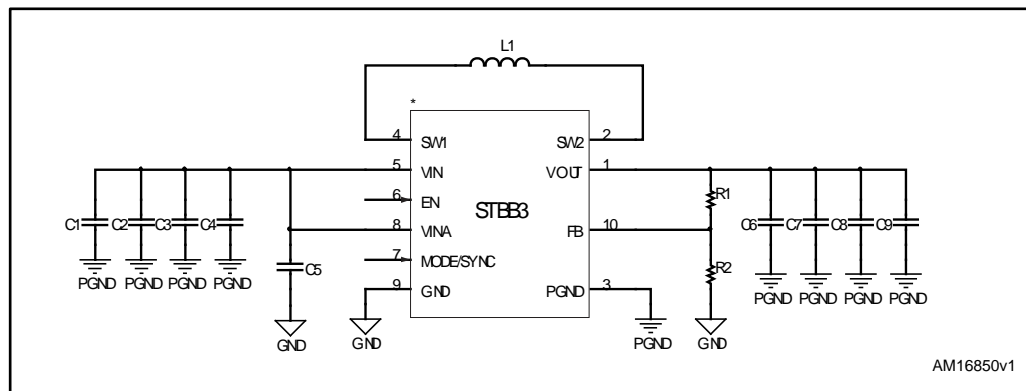 L1
*
4 SW1 SW2 2
5 VIN VOUT 1
R1
6 EN
STBB3
C1 C2 C3 C4 C6 C7 C8 C9
8 VINA FB 10
7 MODE/SYNC
C5 R2
PGND PGND PGND PGND PGND PGND PGND PGND
9 GND PGND 3
GND GND PGND GND
AM16850v1